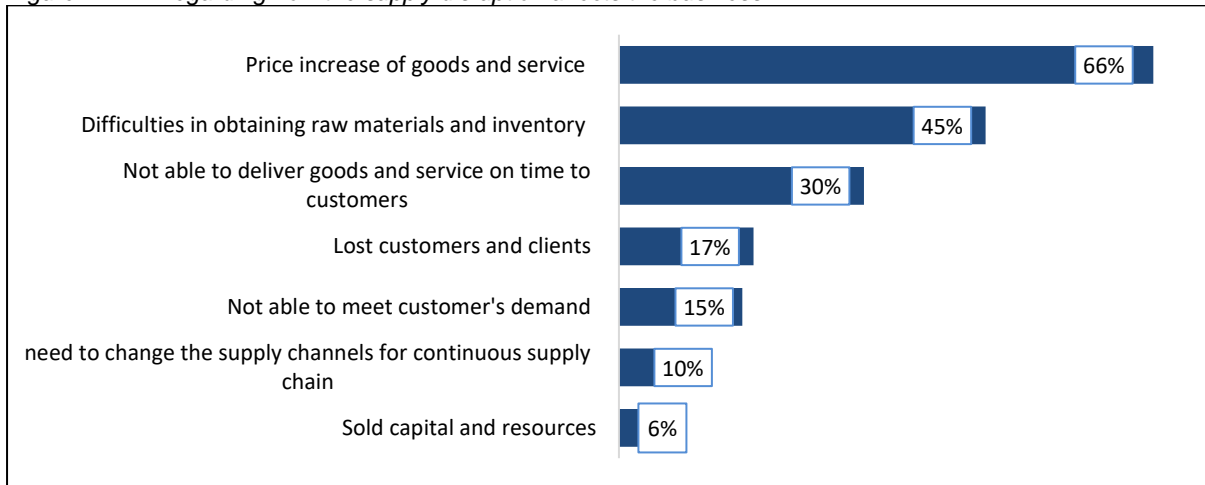 Price increase of goods and service
66%
Difficulties in obtaining raw materials and inventory
45%
Not able to deliver goods and service on time to
customers
30%
Lost customers and clients
17%
Not able to meet customer's demand
15%
need to change the supply channels for continuous supply
chain
10%
Sold capital and resources
6%